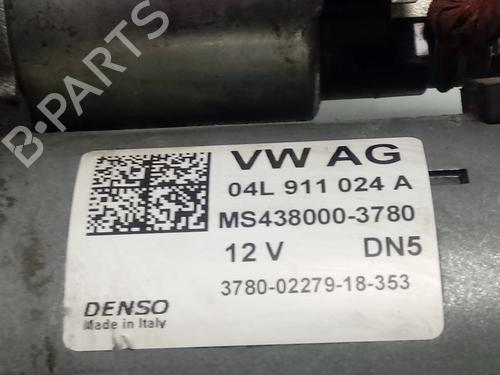 B-PARTS
VW AG
04L 911 024 A
MS438000-3780
12 V DN5
3780-02279-18-353
DENSO
Made in Italy